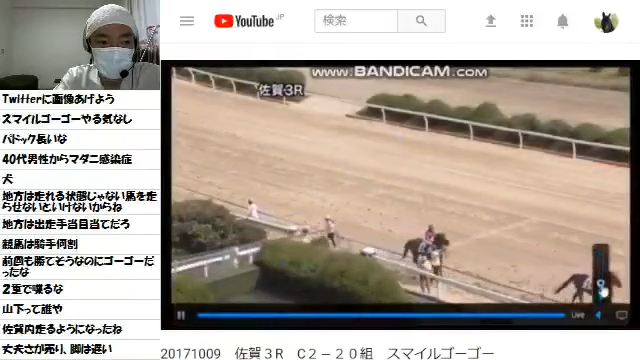 YouTube JP
検索
www.BANDICAM.com
佐賀3R
Twitterに画像あげよう
スマイルゴーゴーやる気なし
パドック長いな
40代男性からマダニ感染症
犬
地方は走れる状態じゃない馬を走
らせないといけないからね
地方は出走手当目当てだろ
競馬は騎手何割
前回も勝てそうなのにゴーゴーだ
ったな
2重で喋るな
山下って誰や
佐賀内走るようになったね
丈夫さが売り、脚は遅い
Live
20171009 佐賀3R C2－20組 スマイルゴーゴー